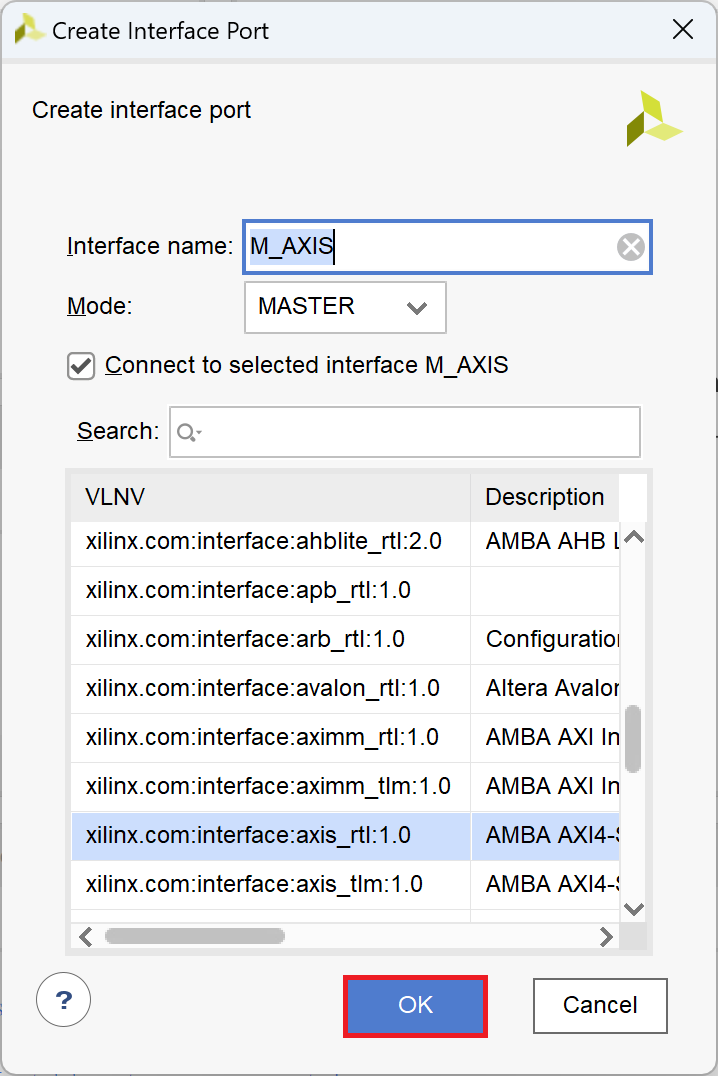 Create Interface Port
Create interface port
Interface name: M_AXIS
Mode: MASTER
Connect to selected interface M_AXIS
Search:
VLNV Description
xilinx.com:interface:ahblite_rtl:2.0 AMBA AHB L
xilinx.com:interface:apb_rtl:1.0
xilinx.com:interface:arb_rtl:1.0 Configuration
xilinx.com:interface:avalon_rtl:1.0 Altera Avalon
xilinx.com:interface:aximm_rtl:1.0 AMBA AXI In
xilinx.com:interface:aximm_tlm:1.0 AMBA AXI In
xilinx.com:interface:axis_rtl:1.0 AMBA AXI4-S
xilinx.com:interface:axis_tlm:1.0 AMBA AXI4-S
? OK Cancel